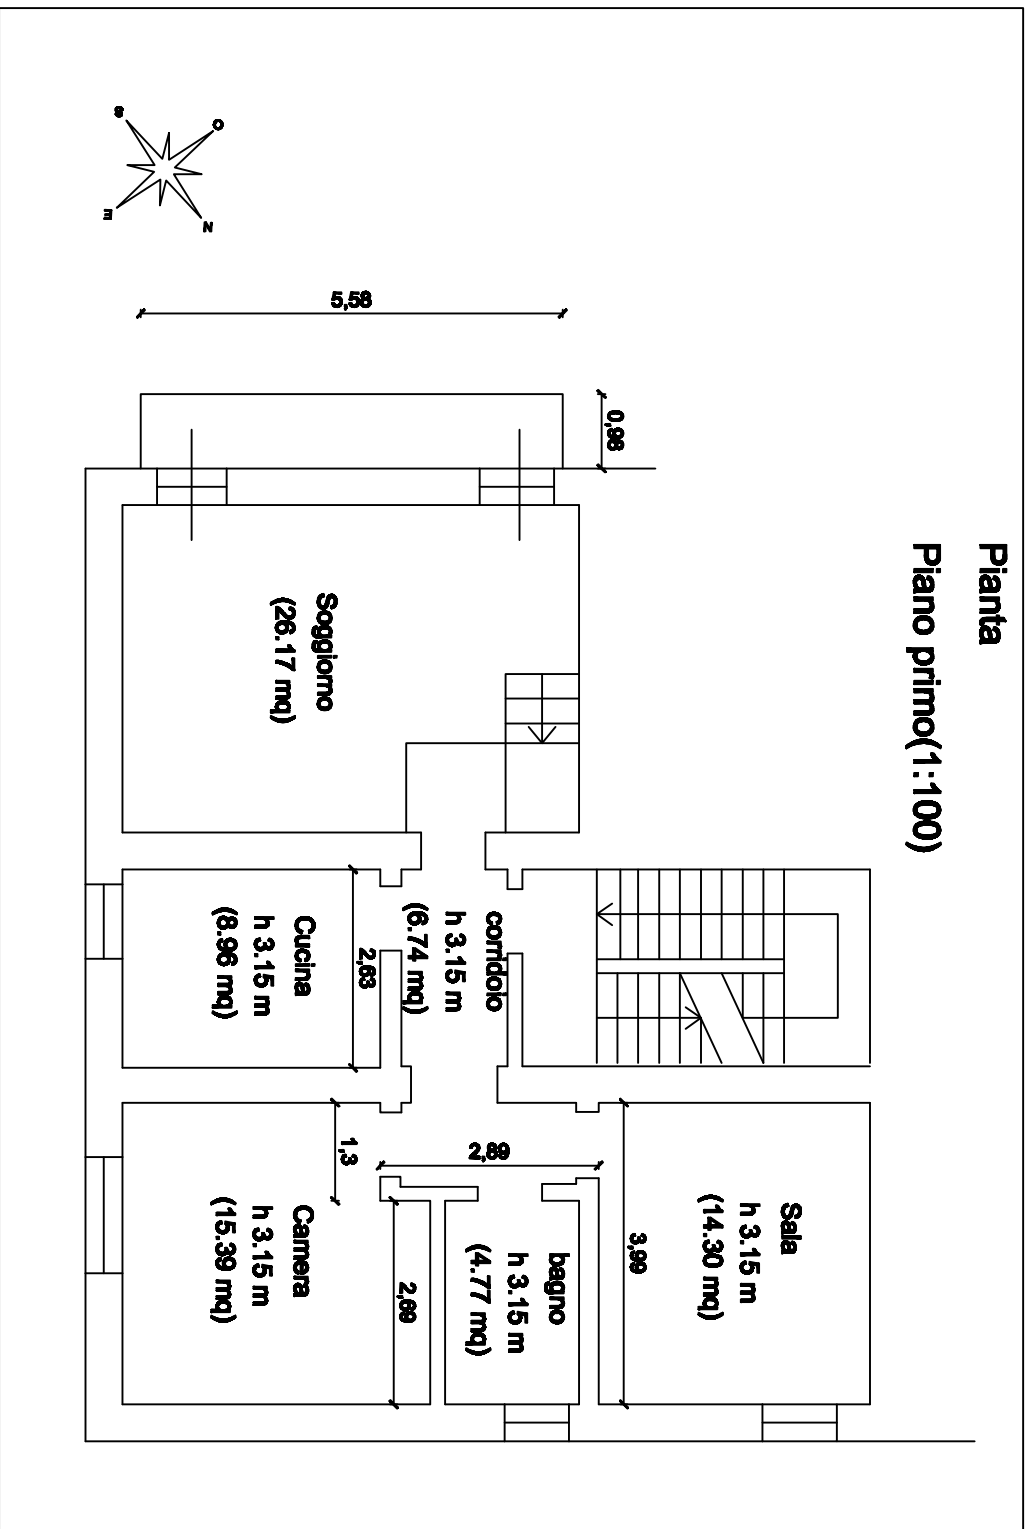 Pianta
Piano primo(1:100)
S
O
E
N
5,58
0,98
Soggiorno
(26.17 mq)
Cucina
h 3.15 m
(8.96 mq)
2,63
corridoio
h 3.15 m
(6.74 mq)
1,3
2,89
3,99
Sala
h 3.15 m
(14.30 mq)
Camera
h 3.15 m
(15.39 mq)
2,69
bagno
h 3.15 m
(4.77 mq)